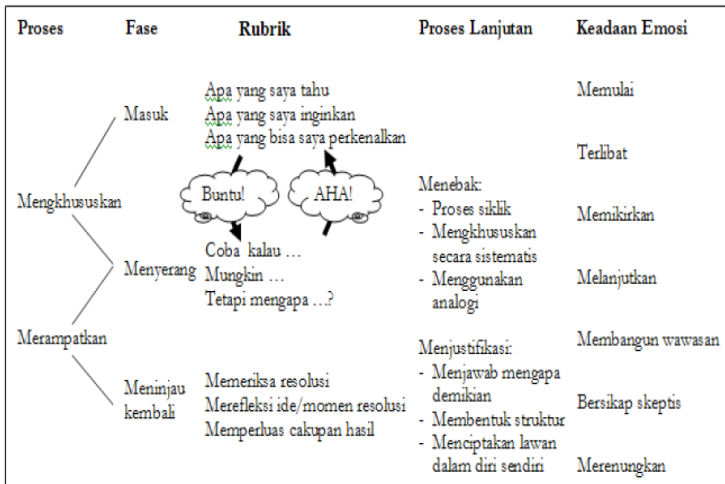 Proses
Fase
Rubrik
Proses Lanjutan
Keadaan Emosi
Mengkhususkan
Merampatkan
Masuk
Menyerang
Meninjau
kembali
Apa yang saya tahu
Apa yang saya inginkan
Apa yang bisa saya perkenalkan
Buntu!
AHA!
Coba kalau ...
Mungkin ...
Tetapi mengapa ...?
Memeriksa resolusi
Merefleksi ide/momen resolusi
Memperluas cakupan hasil
Menebak:
- Proses siklik
- Mengkhususkan
secara sistematis
- Menggunakan
analogi
Menjustifikasi:
- Menjawab mengapa
demikian
- Membentuk struktur
- Menciptakan lawan
dalam diri sendiri
Memulai
Terlibat
Memikirkan
Melanjutkan
Membangun wawasan
Bersikap skeptis
Merenungkan